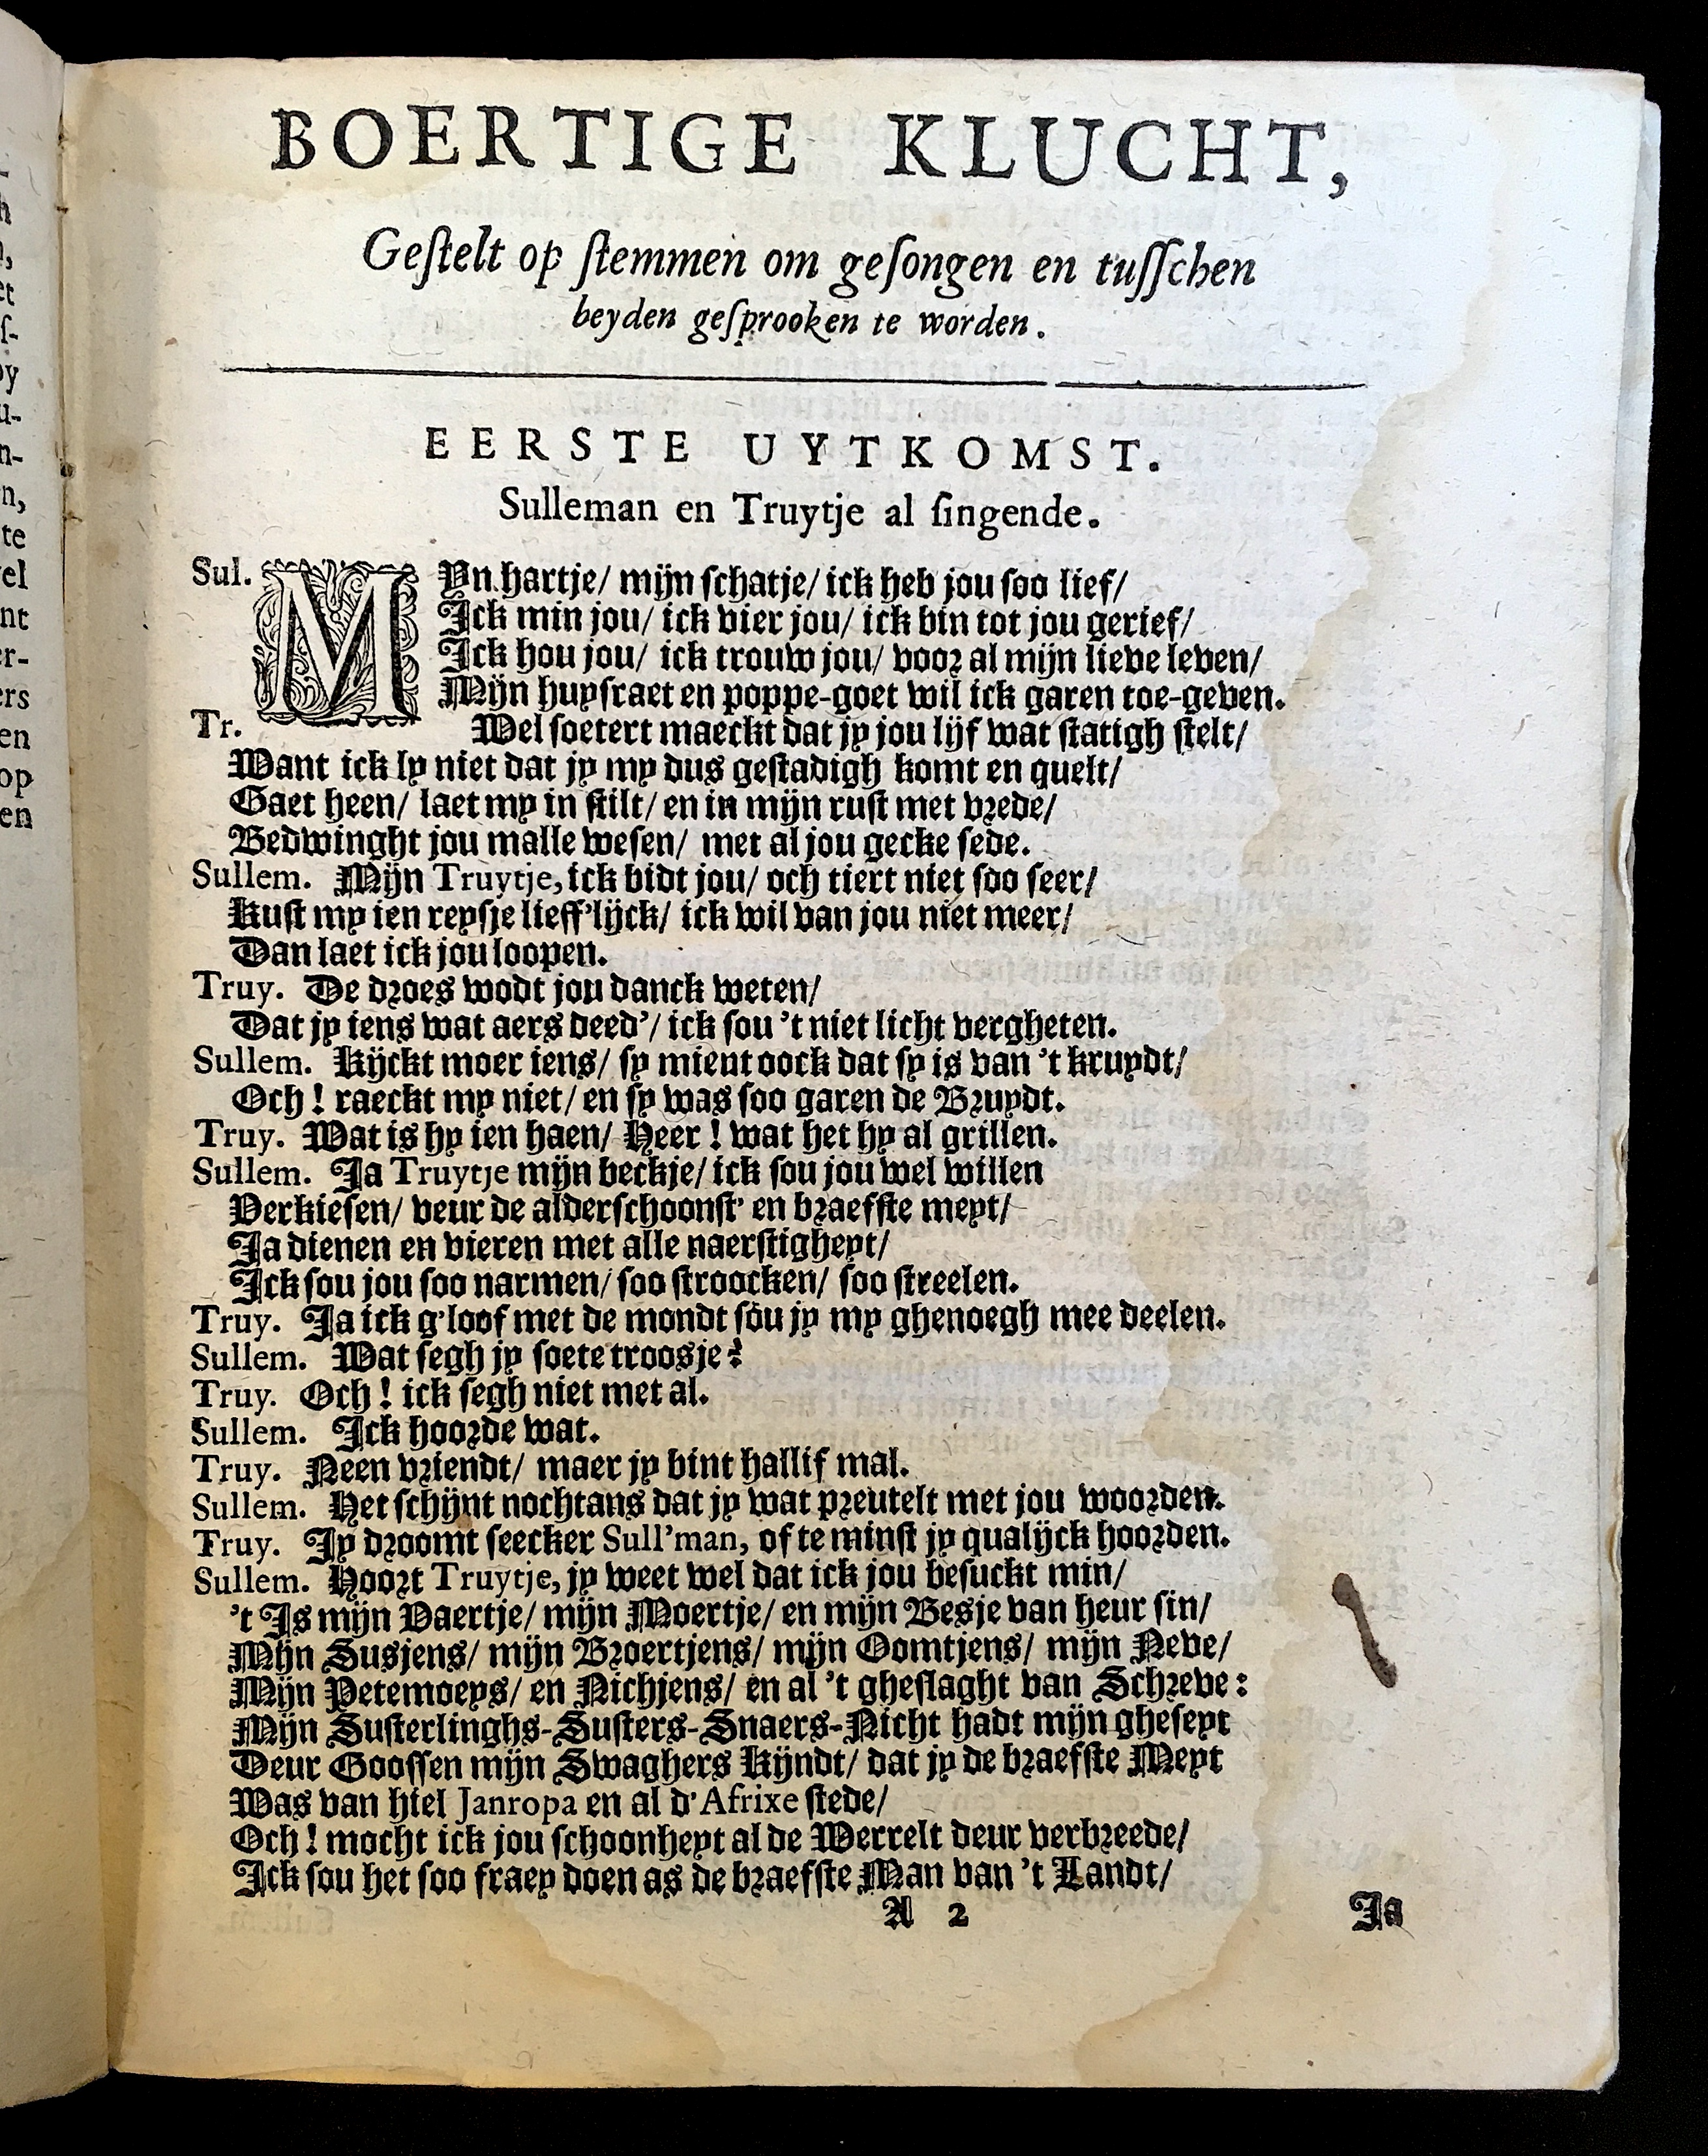 BOERTIGE KLUCHT,
Geſtelt op ſtemmen om geſongen en tuſſchen
beyden geſprooken te worden.
EERSTE UYTKOMST.
Sulleman en Truytje al ſingende.
Sul. MYn hartje/ mijn ſchatje/ ick heb jou ſoo lief/
Ick min jou/ ick vier jou/ ick bin tot jou gerief/
Ick hou jou/ ick trouw jou/ voor al mijn lieve leven/
Mijn huyſraet en poppe-goet wil ick garen toe-geven.
Tr. Wel ſoetert maeckt dat jy jou lijf wat ſtatigh ſtelt/
Want ick ly niet dat jy my dus geſtadigh komt en quelt/
Gaet heen/ laet my in ſtilt/ en in mijn ruſt met vrede/
Bedwinght jou malle weſen/ met al jou gecke ſede.
Sullem. Mijn Truytje, ick bidt jou/ och tiert niet ſoo ſeer/
Kuſt my ien reysje lieff'lijck/ ick wil van jou niet meer/
Dan laet ick jou loopen.
Truy. De droes wodt jou danck weten/
Dat jy iens wat aers deed'/ ick ſou 't niet licht vergheten.
Sullem. Kijckt moer iens/ ſy mient oock dat ſy is van 't kruydt/
Och! raeckt my niet/ en ſy was ſoo garen de Bruydt.
Truy. Wat is hy ien haen/ Heer! wat het hy al grillen.
Sullem. Ja Truytje mijn beckje/ ick ſou jou wel willen
Verkieſen/ veur de alderſchoonſt' en braefſte meyt/
Ja dienen en vieren met alle naerſtigheyt/
Ick ſou jou ſoo narmen/ ſoo ſtroocken/ ſoo ſtreelen.
Truy. Ja ick g'loof met de mondt ſou jy my ghenoegh mee deelen.
Sullem. Wat ſegh jy ſoete troosje?
Truy. Och! ick ſegh niet met al.
Sullem. Ick hoorde wat.
Truy. Neen vriendt/ maer jy bint hallif mal.
Sullem. Het ſchijnt nochtans dat jy wat preutelt met jou woorden.
Truy. Jy droomt ſeecker Sull'man, of te minſt jy qualijck hoorden.
Sullem. Hoort Truytje, jy weet wel dat ick jou beſuckt min/
't Is mijn Vaertje/ mijn Moertje/ en mijn Besje van heur ſin/
Mijn Susjens/ mijn Broertjens/ mijn Oomtjens/ mijn Neve/
Mijn Petemoeys/ en Nichjens/ en al 't gheſlaght van Schreve:
Mijn Suſterlinghs-Suſters-Snaers-Nicht hadt mijn gheſeyt
Deur Gooſſen mijn Swaghers Kijndt/ dat jy de braefſte Meyt
Was van hiel Janropa en al d'Afrixe ſtede/
Och! mocht ick jou ſchoonheyt al de Werrelt deur verbreede/
Ick ſou het ſoo fraey doen as de braefſte Man van 't Landt/
A 2 Ja